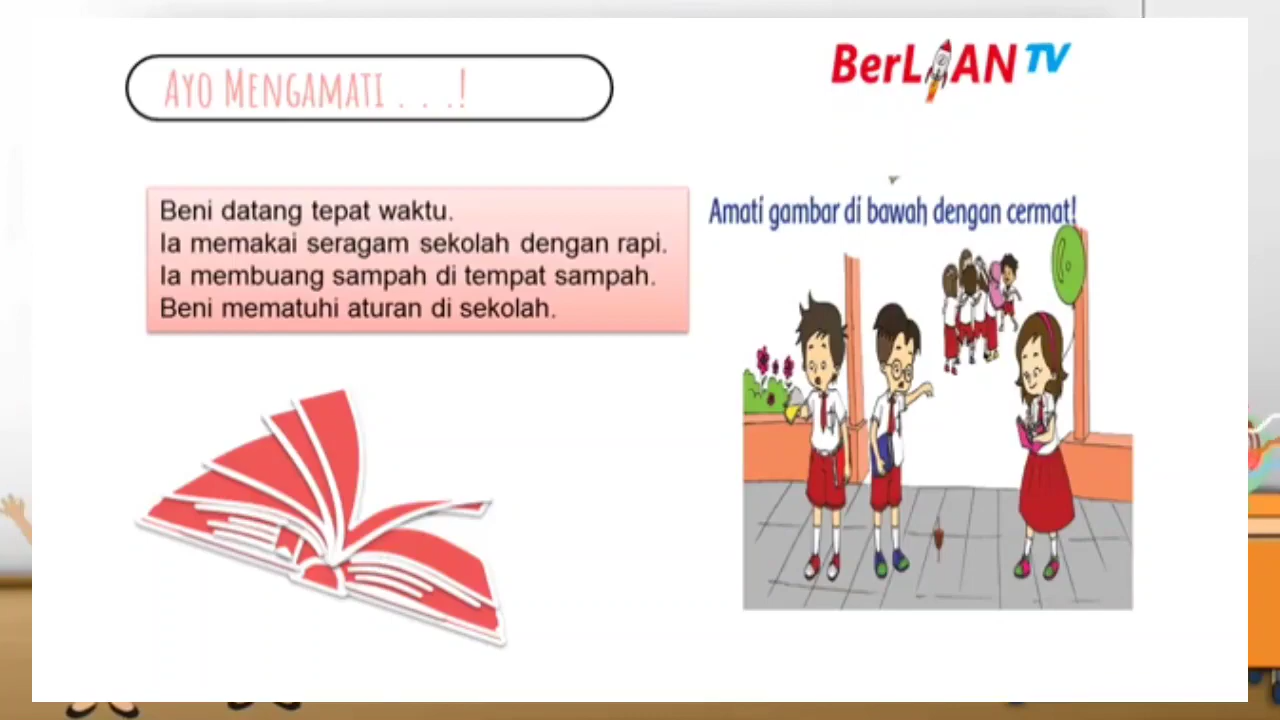 AYO MENGAMATI . . .!
BerLIAN TV
Beni datang tepat waktu.
Ia memakai seragam sekolah dengan rapi.
Ia membuang sampah di tempat sampah.
Beni mematuhi aturan di sekolah.
Amati gambar di bawah dengan cermat!